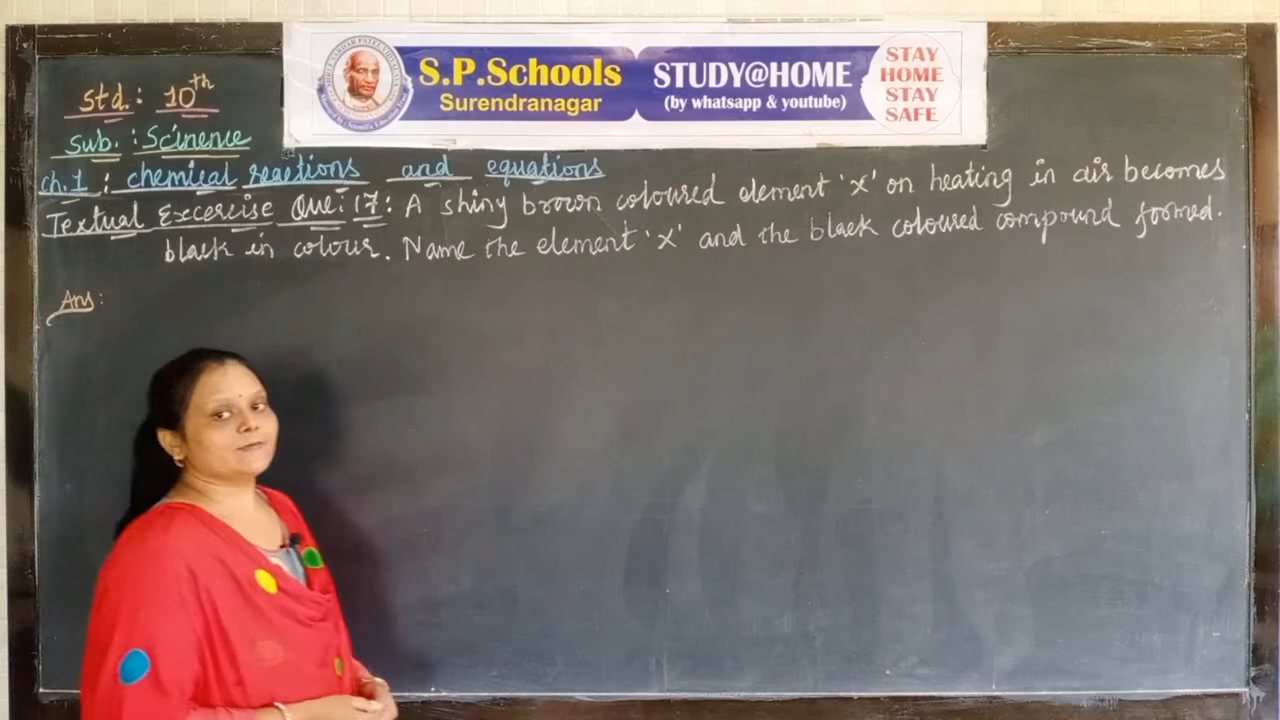 S.P.Schools
Surendranagar
STUDY@HOME
(by whatsapp & youtube)
STAY
HOME
STAY
SAFE
Std. : 10th
Sub. : Scinence
ch. 1 : chemical reactions and equations
Textual Excercise Que: 17 : A shiny brown coloured element 'x' on heating in air becomes
black in colour. Name the element 'x' and the black coloured compound formed.
Ans :